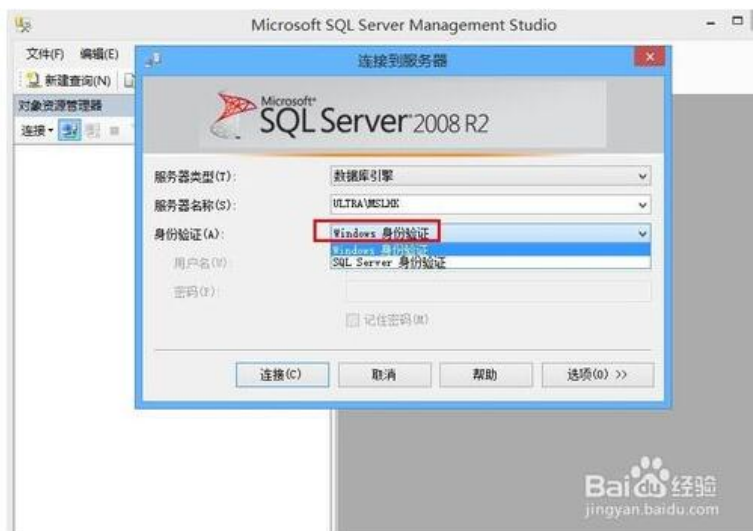 Microsoft SQL Server Management Studio
文件(F) 编辑(E)
连接到服务器
新建查询(N)
对象资源管理器
连接
Microsoft
SQL Server 2008 R2
服务器类型(T):
数据库引擎
服务器名称(S):
ULTRA\MSLHK
身份验证(A):
Windows 身份验证
Windows 身份验证
SQL Server 身份验证
用户名(U)
密码(P):
记住密码(M)
连接(C) 取消 帮助 选项(O) >>
Baidu 经验
jingyan.baidu.com